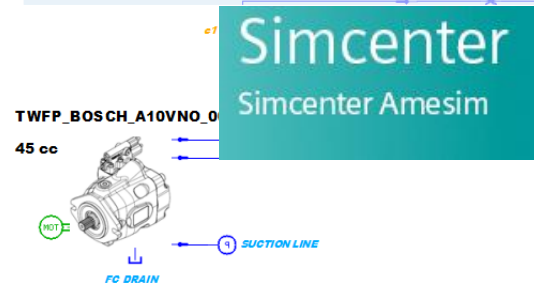 c1
Simcenter
Simcenter Amesim
TWFP_BOSCH_A10VNO_0
45 cc
MOT
q SUCTION LINE
FC DRAIN